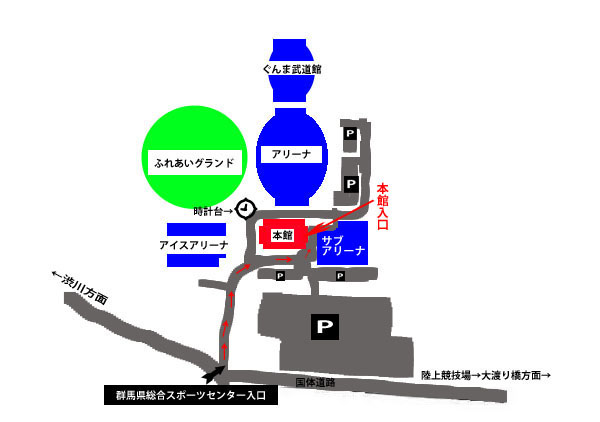 ぐんま武道館
P
アリーナ
ふれあいグランド
P
時計台→
本館入口
本館
サブ
アリーナ
アイスアリーナ
P
P
←渋川方面
P
陸上競技場→大渡り橋方面→
国体道路
群馬県総合スポーツセンター入口